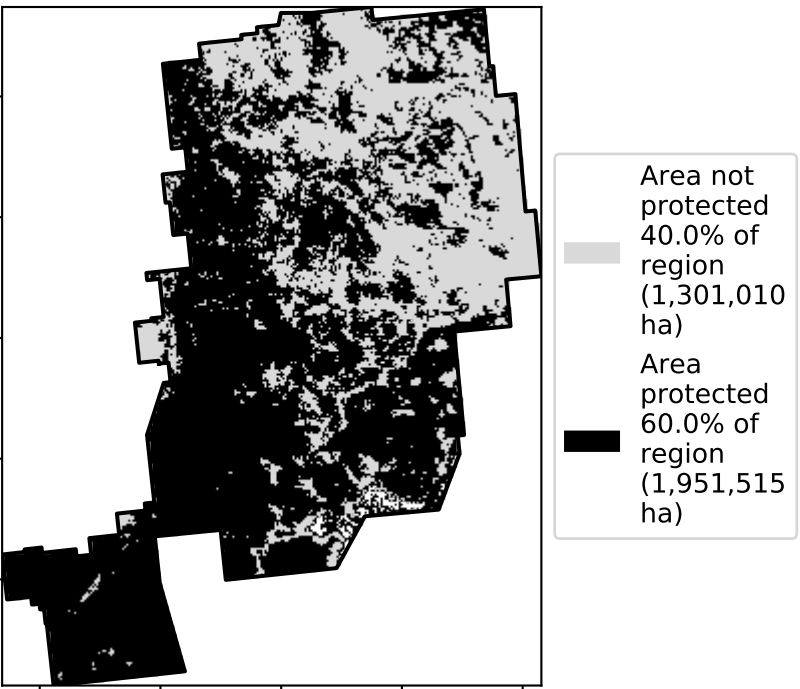 Area not
protected
40.0% of
region
(1,301,010
ha)
Area
protected
60.0% of
region
(1,951,515
ha)